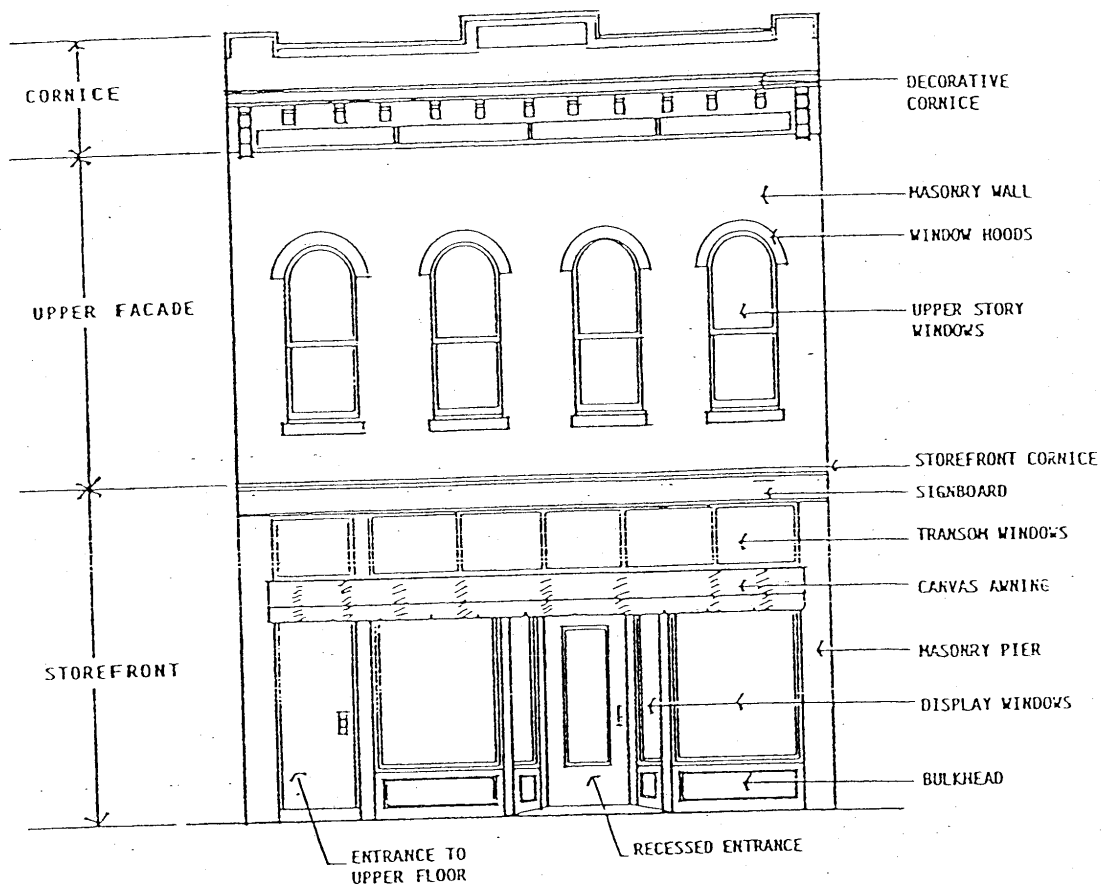 CORNICE
UPPER FACADE
STOREFRONT
DECORATIVE
CORNICE
MASONRY WALL
WINDOW HOODS
UPPER STORY
WINDOWS
STOREFRONT CORNICE
SIGNBOARD
TRANSOM WINDOWS
CANVAS AWNING
MASONRY PIER
DISPLAY WINDOWS
BULKHEAD
ENTRANCE TO
UPPER FLOOR
RECESSED ENTRANCE